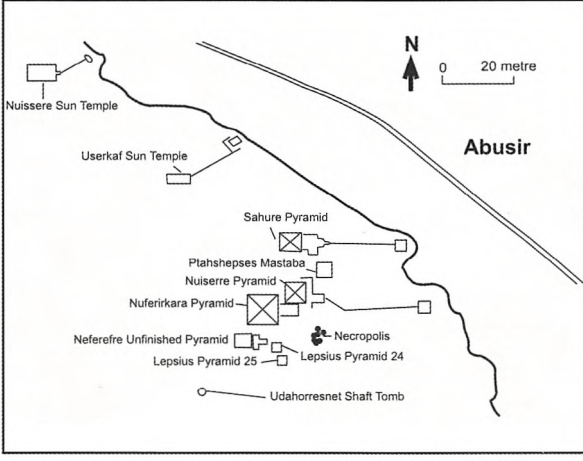 N
0 20 metre
Abusir
Nuissere Sun Temple
Userkaf Sun Temple
Sahure Pyramid
Ptahshepses Mastaba
Nuiserre Pyramid
Nuferirkara Pyramid
Neferefre Unfinished Pyramid
Necropolis
Lepsius Pyramid 24
Lepsius Pyramid 25
Udahorresnet Shaft Tomb